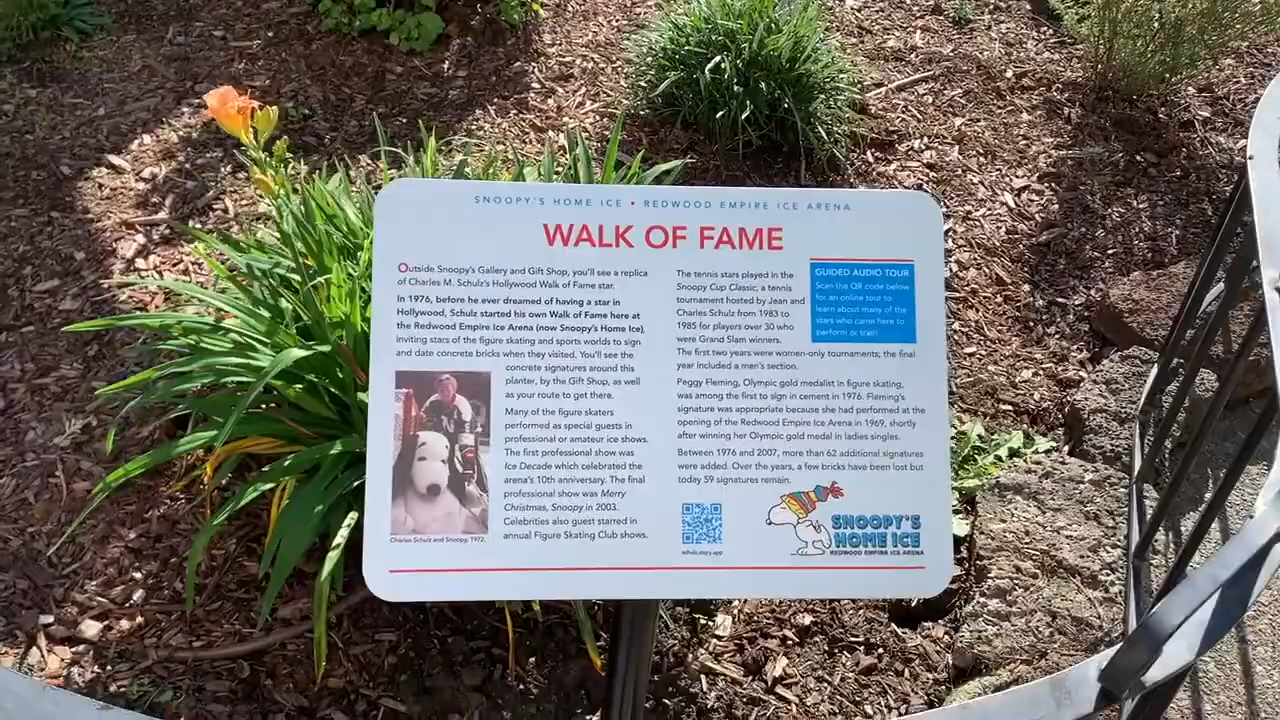 SNOOPY'S HOME ICE • REDWOOD EMPIRE ICE ARENA
WALK OF FAME
Outside Snoopy's Gallery and Gift Shop, you'll see a replica
of Charles M. Schulz's Hollywood Walk of Fame star.
In 1976, before he ever dreamed of having a star in
Hollywood, Schulz started his own Walk of Fame here at
the Redwood Empire Ice Arena (now Snoopy's Home Ice),
inviting stars of the figure skating and sports worlds to sign
and date concrete bricks when they visited. You'll see the
concrete signatures around this
planter, by the Gift Shop, as well
as your route to get there.
Many of the figure skaters
performed as special guests in
professional or amateur ice shows.
The first professional show was
Ice Decade which celebrated the
arena's 10th anniversary. The final
professional show was Merry
Christmas, Snoopy in 2003.
Celebrities also guest starred in
annual Figure Skating Club shows.
Charles Schulz and Snoopy, 1972.
The tennis stars played in the
Snoopy Cup Classic, a tennis
tournament hosted by Jean and
Charles Schulz from 1983 to
1985 for players over 30 who
were Grand Slam winners.
The first two years were women-only tournaments; the final
year included a men's section.
GUIDED AUDIO TOUR
Scan the QR code below
for an online tour to
learn about many of the
stars who came here to
perform or train
Peggy Fleming, Olympic gold medalist in figure skating,
was among the first to sign in cement in 1976. Fleming's
signature was appropriate because she had performed at the
opening of the Redwood Empire Ice Arena in 1969, shortly
after winning her Olympic gold medal in ladies singles.
Between 1976 and 2007, more than 62 additional signatures
were added. Over the years, a few bricks have been lost but
today 59 signatures remain.
schulz.stqry.app
SNOOPY'S
HOME ICE
REDWOOD EMPIRE ICE ARENA